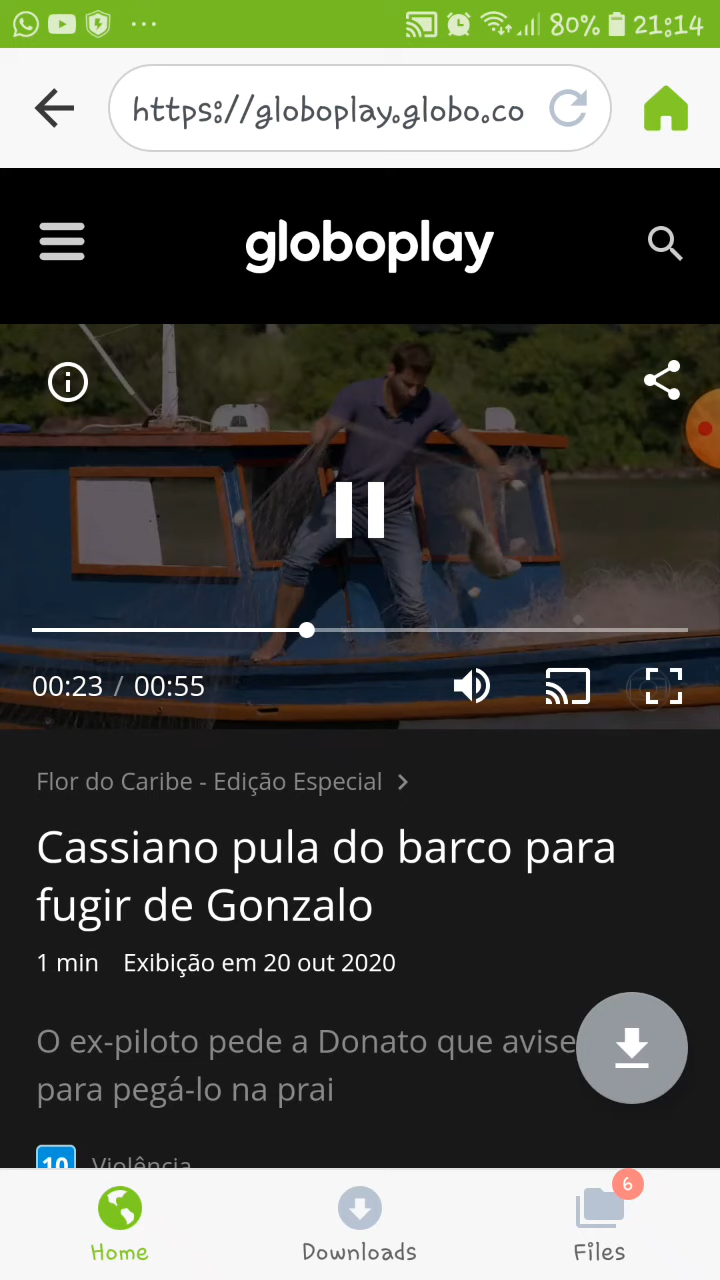 80% 21:14
https://globoplay.globo.co
globoplay
00:23 / 00:55
Flor do Caribe - Edição Especial
Cassiano pula do barco para
fugir de Gonzalo
1 min Exibição em 20 out 2020
O ex-piloto pede a Donato que avise
para pegá-lo na prai
10 Violência
6
Home Downloads Files